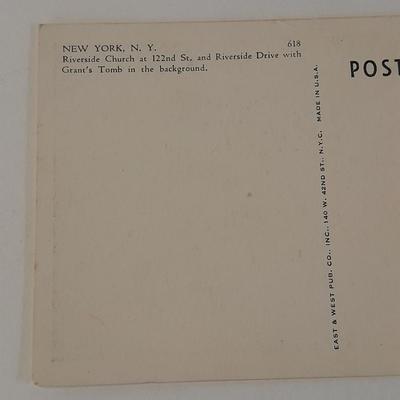 NEW YORK, N. Y. 618
Riverside Church at 122nd St, and Riverside Drive with
Grant's Tomb in the background.
POST
EAST & WEST PUB. CO., INC., 140 W. 42ND ST., N.Y.C. MADE IN U.S.A.